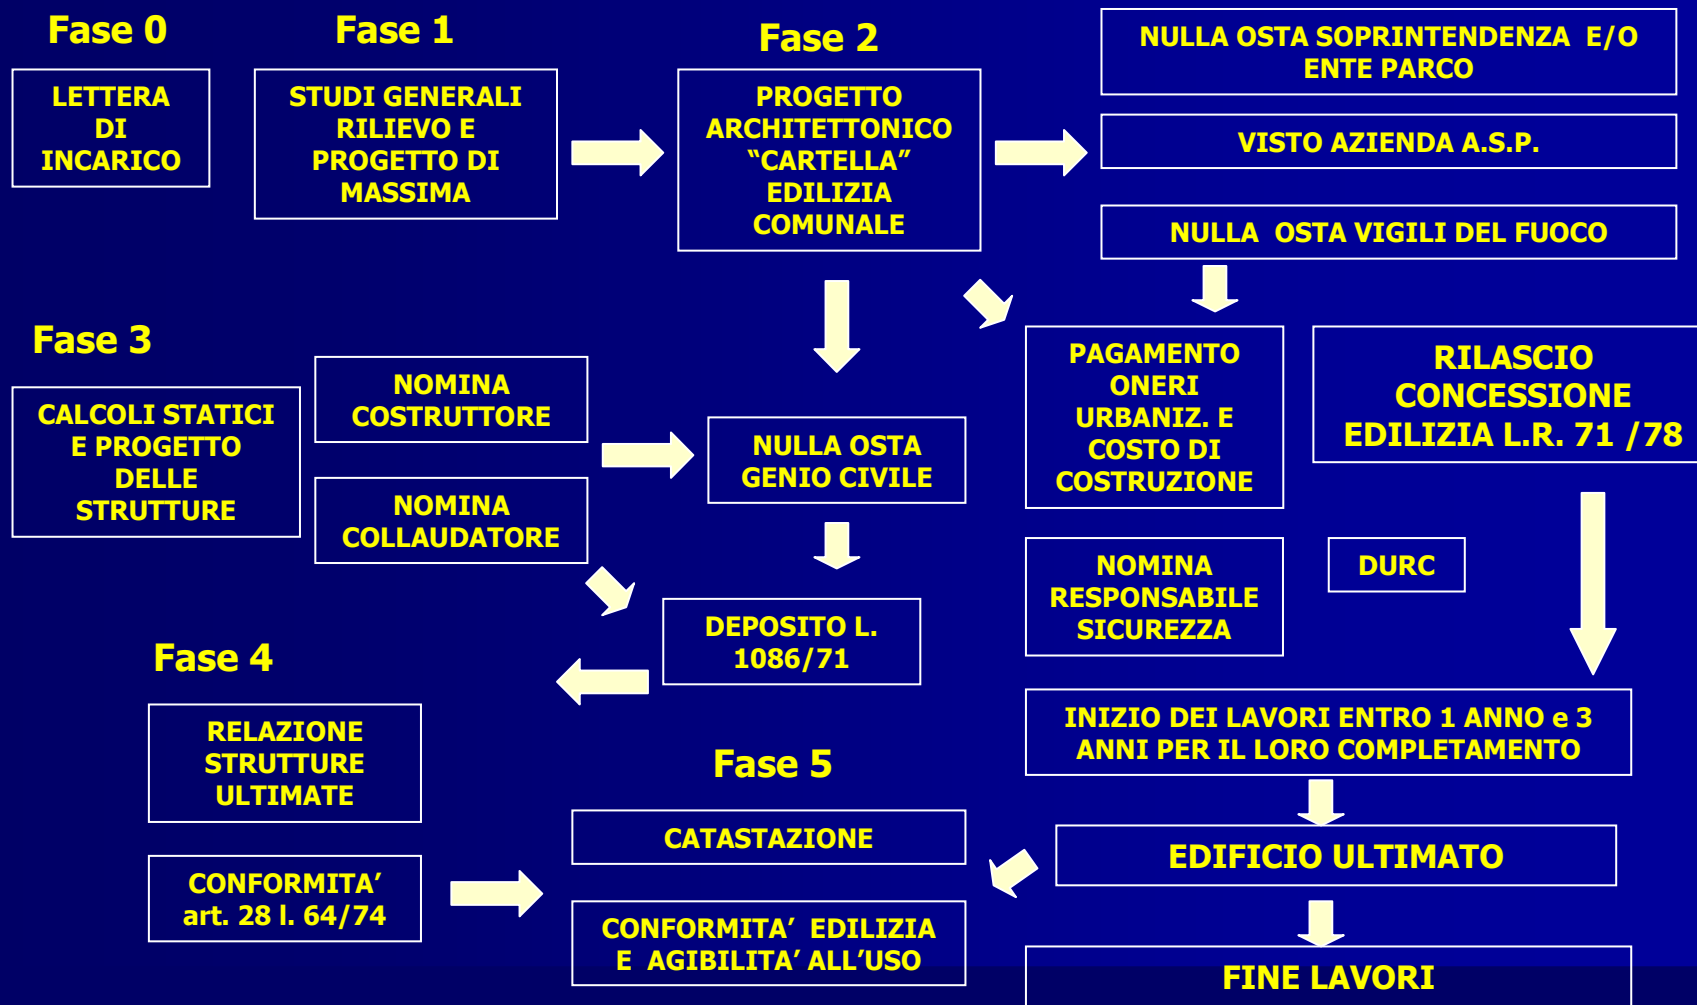 Fase 0
LETTERA
DI
INCARICO
Fase 1
STUDI GENERALI
RILIEVO E
PROGETTO DI
MASSIMA
Fase 2
PROGETTO
ARCHITETTONICO
“CARTELLA”
EDILIZIA
COMUNALE
NULLA OSTA SOPRINTENDENZA E/O
ENTE PARCO
VISTO AZIENDA A.S.P.
NULLA OSTA VIGILI DEL FUOCO
Fase 3
CALCOLI STATICI
E PROGETTO
DELLE
STRUTTURE
NOMINA
COSTRUTTORE
NOMINA
COLLAUDATORE
NULLA OSTA
GENIO CIVILE
DEPOSITO L.
1086/71
PAGAMENTO
ONERI
URBANIZ. E
COSTO DI
COSTRUZIONE
RILASCIO
CONCESSIONE
EDILIZIA L.R. 71 /78
NOMINA
RESPONSABILE
SICUREZZA
DURC
Fase 4
RELAZIONE
STRUTTURE
ULTIMATE
CONFORMITA’
art. 28 l. 64/74
Fase 5
CATASTAZIONE
CONFORMITA’ EDILIZIA
E AGIBILITA’ ALL’USO
INIZIO DEI LAVORI ENTRO 1 ANNO e 3
ANNI PER IL LORO COMPLETAMENTO
EDIFICIO ULTIMATO
FINE LAVORI